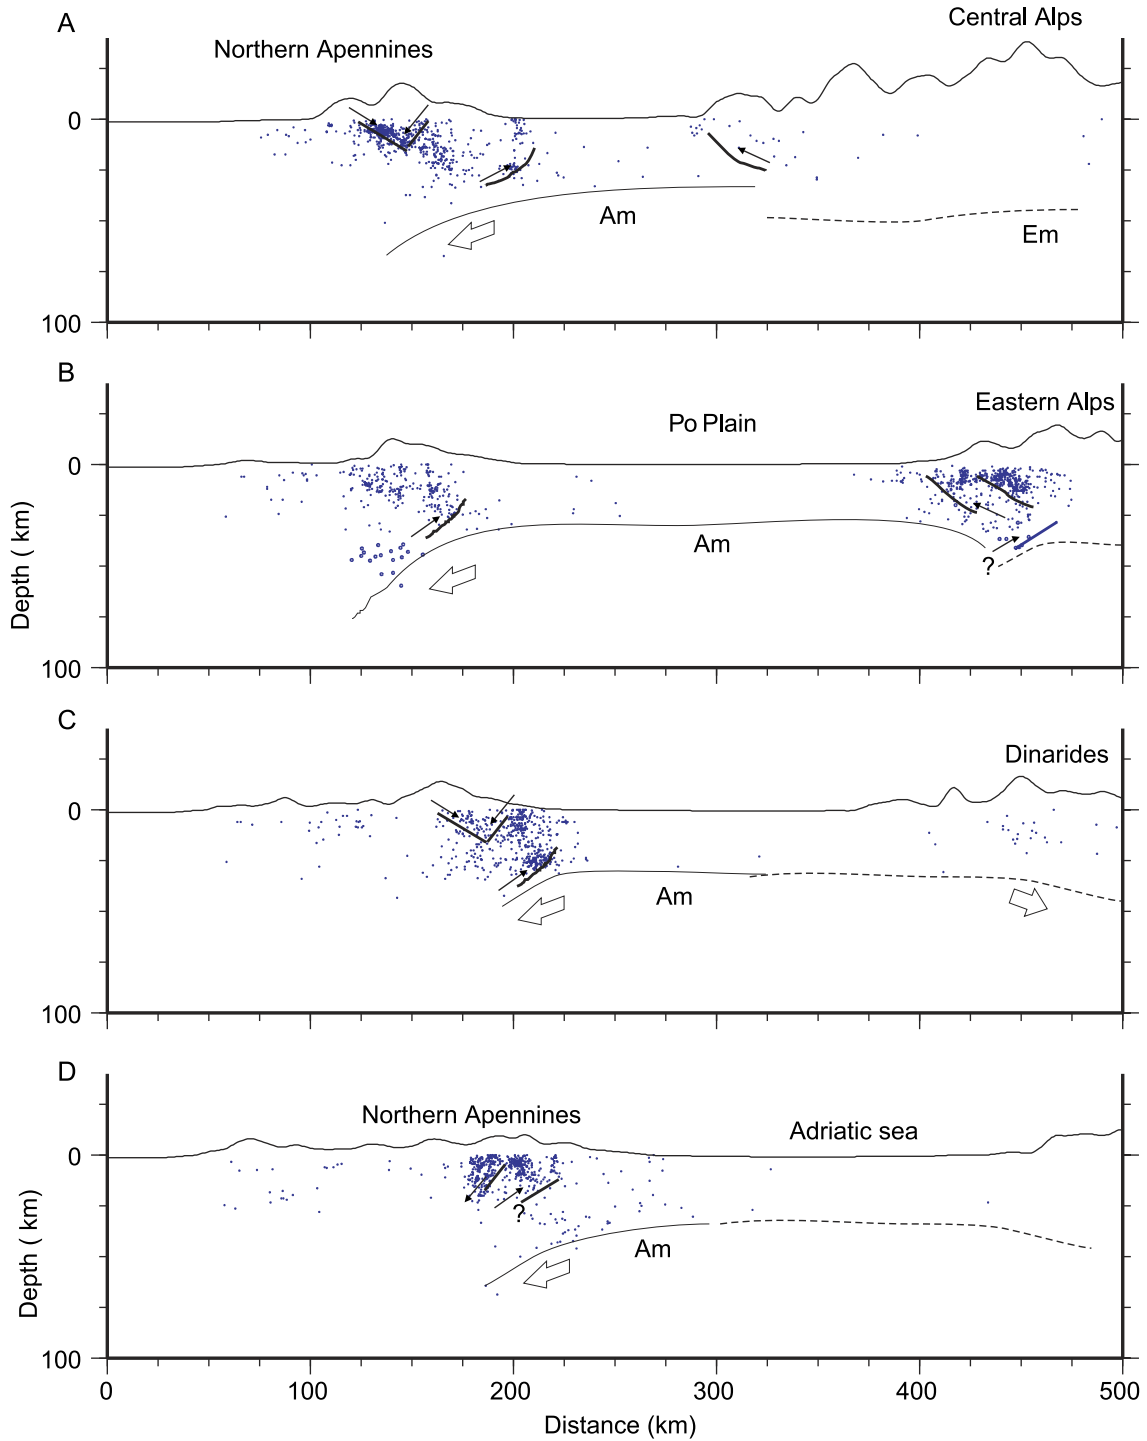 A
Central Alps
Northern Apennines
0
Am
Em
100
B
Eastern Alps
Po Plain
0
Am
?
Depth ( km)
100
C
Dinarides
0
Am
100
D
Northern Apennines
Adriatic sea
0
?
Am
Depth ( km)
100
0 100 200 300 400 500
Distance (km)